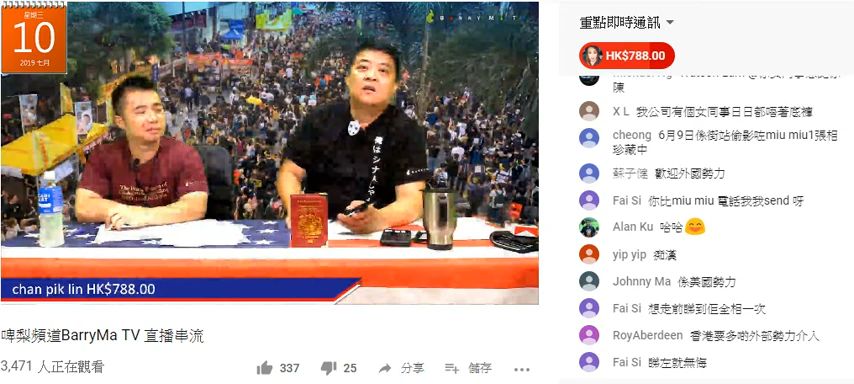 星期三
10
2019 七月
BARRYMAT
chan pik lin HK$788.00
啤梨頻道BarryMa TV 直播串流
3,471 人正在觀看
337
25
分享
儲存
重點即時通訊
HK$788.00
陳
X L 我公司有個女同事日日都唔著底褲
cheong 6月9日係街站偷影咗miu miu1張相
珍藏中
蘇子健 歡迎外國勢力
Fai Si 你比miu miu 電話我我send 呀
Alan Ku 哈哈
yip yip 痴漢
Johnny Ma 係英國勢力
Fai Si 想走前睇到佢全相一次
RoyAberdeen 香港要多啲外部勢力介入
Fai Si 睇左就無悔